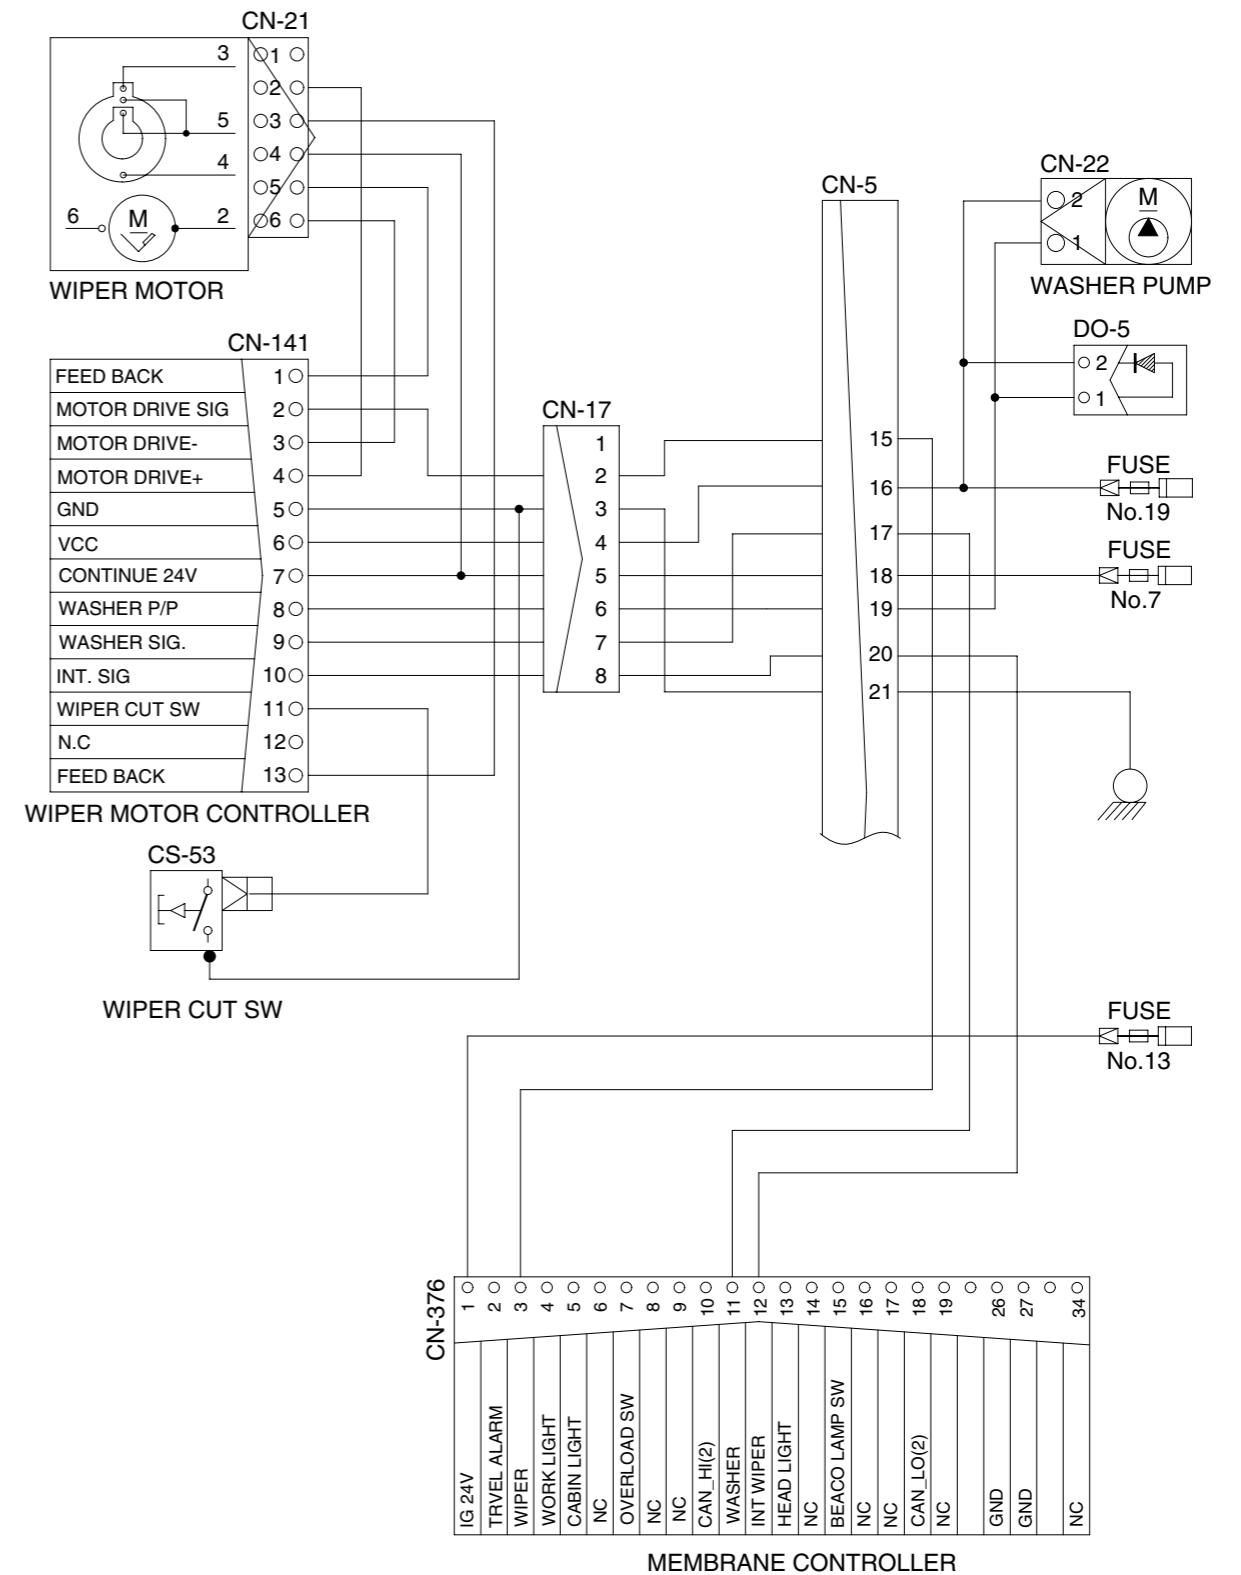 CN-21
3
5
4
6
M
2
1
2
3
4
5
6
WIPER MOTOR
CN-141
FEED BACK 1
MOTOR DRIVE SIG 2
MOTOR DRIVE- 3
MOTOR DRIVE+ 4
GND 5
VCC 6
CONTINUE 24V 7
WASHER P/P 8
WASHER SIG. 9
INT. SIG 10
WIPER CUT SW 11
N.C 12
FEED BACK 13
WIPER MOTOR CONTROLLER
CS-53
WIPER CUT SW
CN-17
1
2
3
4
5
6
7
8
CN-5
15
16
17
18
19
20
21
CN-22
2
1
M
WASHER PUMP
DO-5
2
1
FUSE
No.19
FUSE
No.7
FUSE
No.13
CN-376
1 2 3 4 5 6 7 8 9 10 11 12 13 14 15 16 17 18 19 26 27 34
IG 24V
TRVEL ALARM
WIPER
WORK LIGHT
CABIN LIGHT
NC
OVERLOAD SW
NC
NC
CAN_HI(2)
WASHER
INT WIPER
HEAD LIGHT
NC
BEACO LAMP SW
NC
NC
CAN_LO(2)
NC
GND
GND
NC
MEMBRANE CONTROLLER